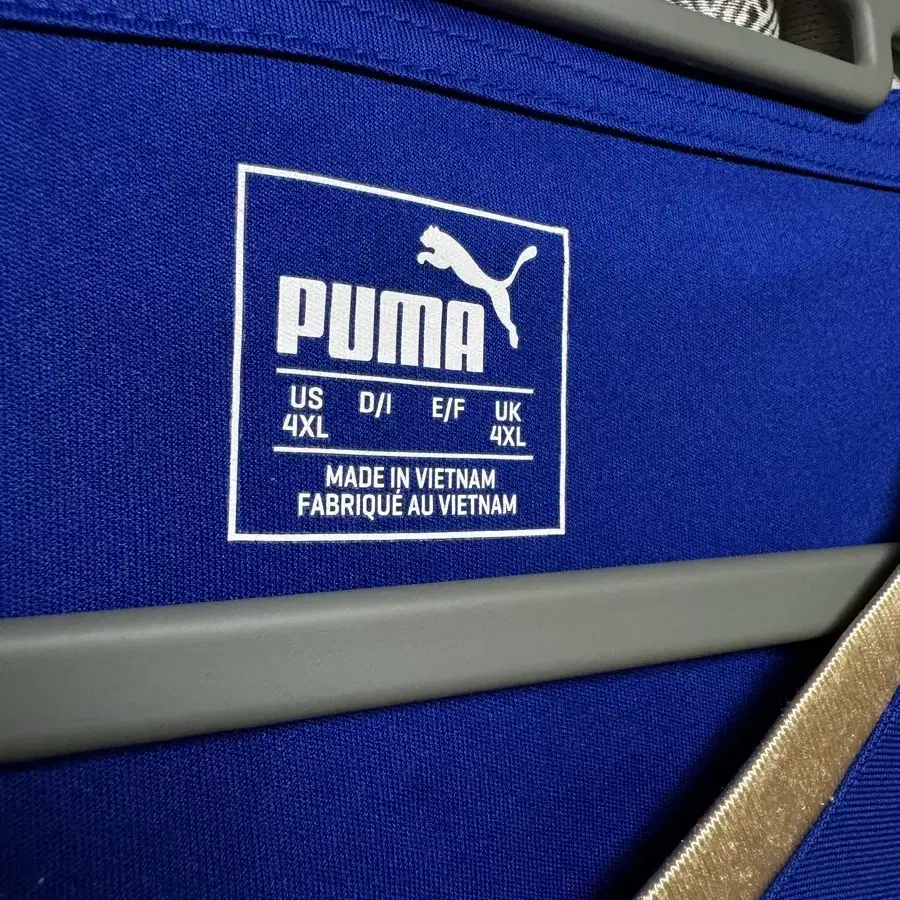 PUMA
US D/I E/F UK
4XL 4XL
MADE IN VIETNAM
FABRIQUÉ AU VIETNAM